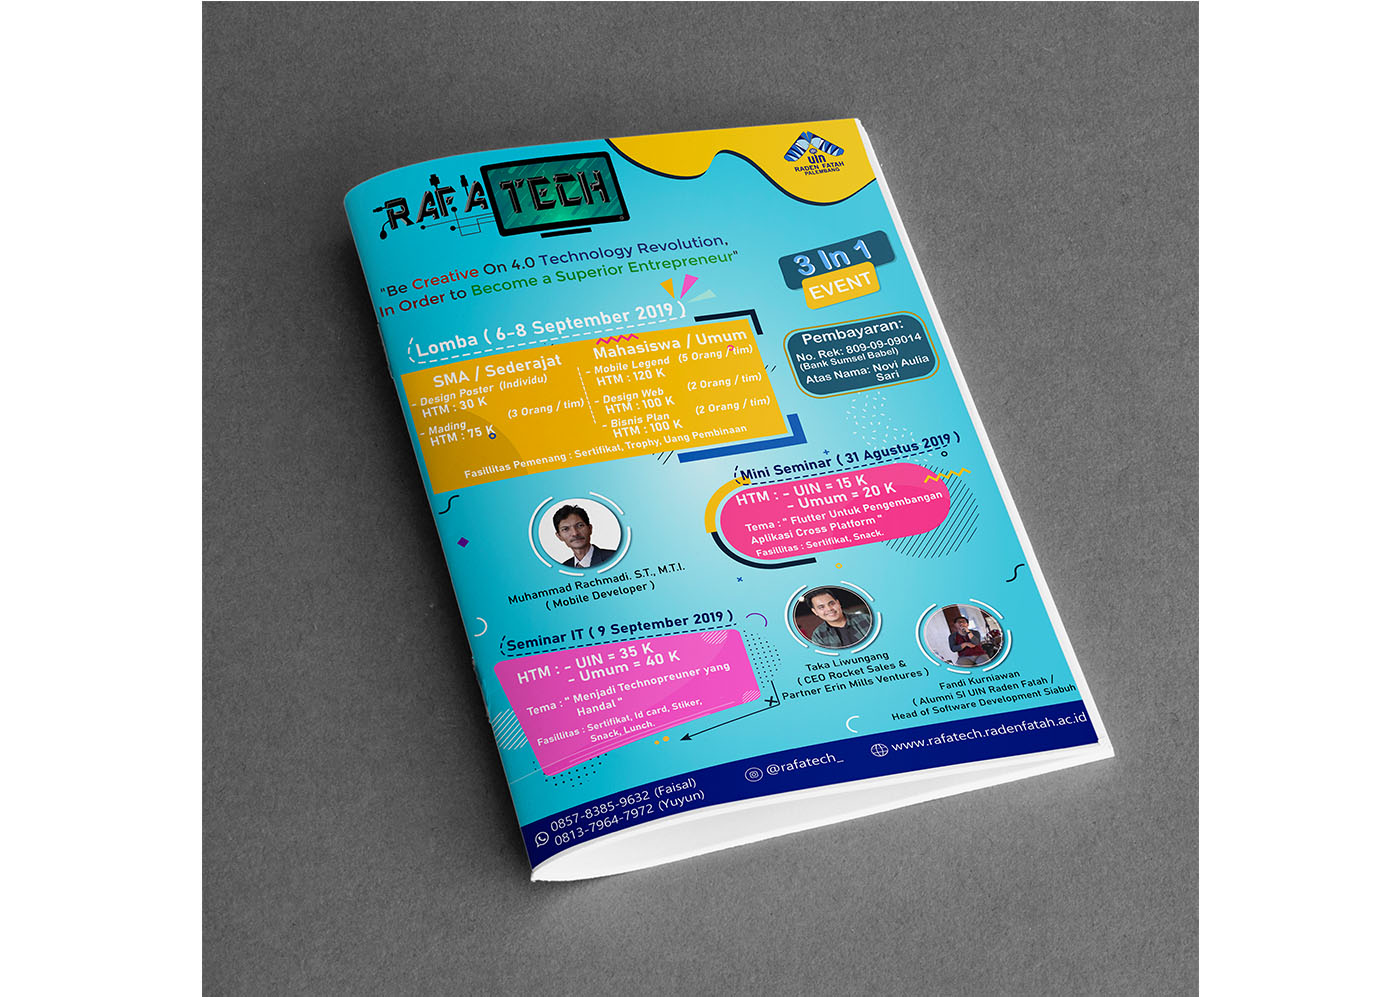 RAFA TECH
UIN
RADEN FATAH
PALEMBANG
"Be Creative On 4.0 Technology Revolution,
In Order to Become a Superior Entrepreneur"
3 In 1
EVENT
Lomba ( 6-8 September 2019 )
SMA / Sederajat
- Design Poster (Individu)
HTM : 30 K
- Mading (3 Orang / tim)
HTM : 75 K
Mahasiswa / Umum
- Mobile Legend (5 Orang / tim)
HTM : 120 K
- Design Web (2 Orang / tim)
HTM : 100 K
- Bisnis Plan (2 Orang / tim)
HTM : 100 K
Fasillitas Pemenang : Sertifikat, Trophy, Uang Pembinaan
Pembayaran:
No. Rek: 809-09-09014
(Bank Sumsel Babel)
Atas Nama: Novi Aulia
Sari
Mini Seminar ( 31 Agustus 2019 )
HTM : - UIN = 15 K
- Umum = 20 K
Tema : " Flutter Untuk Pengembangan
Aplikasi Cross Platform "
Fasillitas : Sertifikat, Snack.
Muhammad Rachmadi. S.T., M.T.I.
( Mobile Developer )
Seminar IT ( 9 September 2019 )
HTM : - UIN = 35 K
- Umum = 40 K
Tema : " Menjadi Technopreuner yang
Handal "
Fasillitas : Sertifikat, Id card, Stiker,
Snack, Lunch.
Taka Liwungang
( CEO Rocket Sales &
Partner Erin Mills Ventures )
Fandi Kurniawan
( Alumni SI UIN Raden Fatah /
Head of Software Development Siabuh
0857-8385-9632 (Faisal)
0813-7964-7972 (Yuyun)
@rafatech_
www.rafatech.radenfatah.ac.id